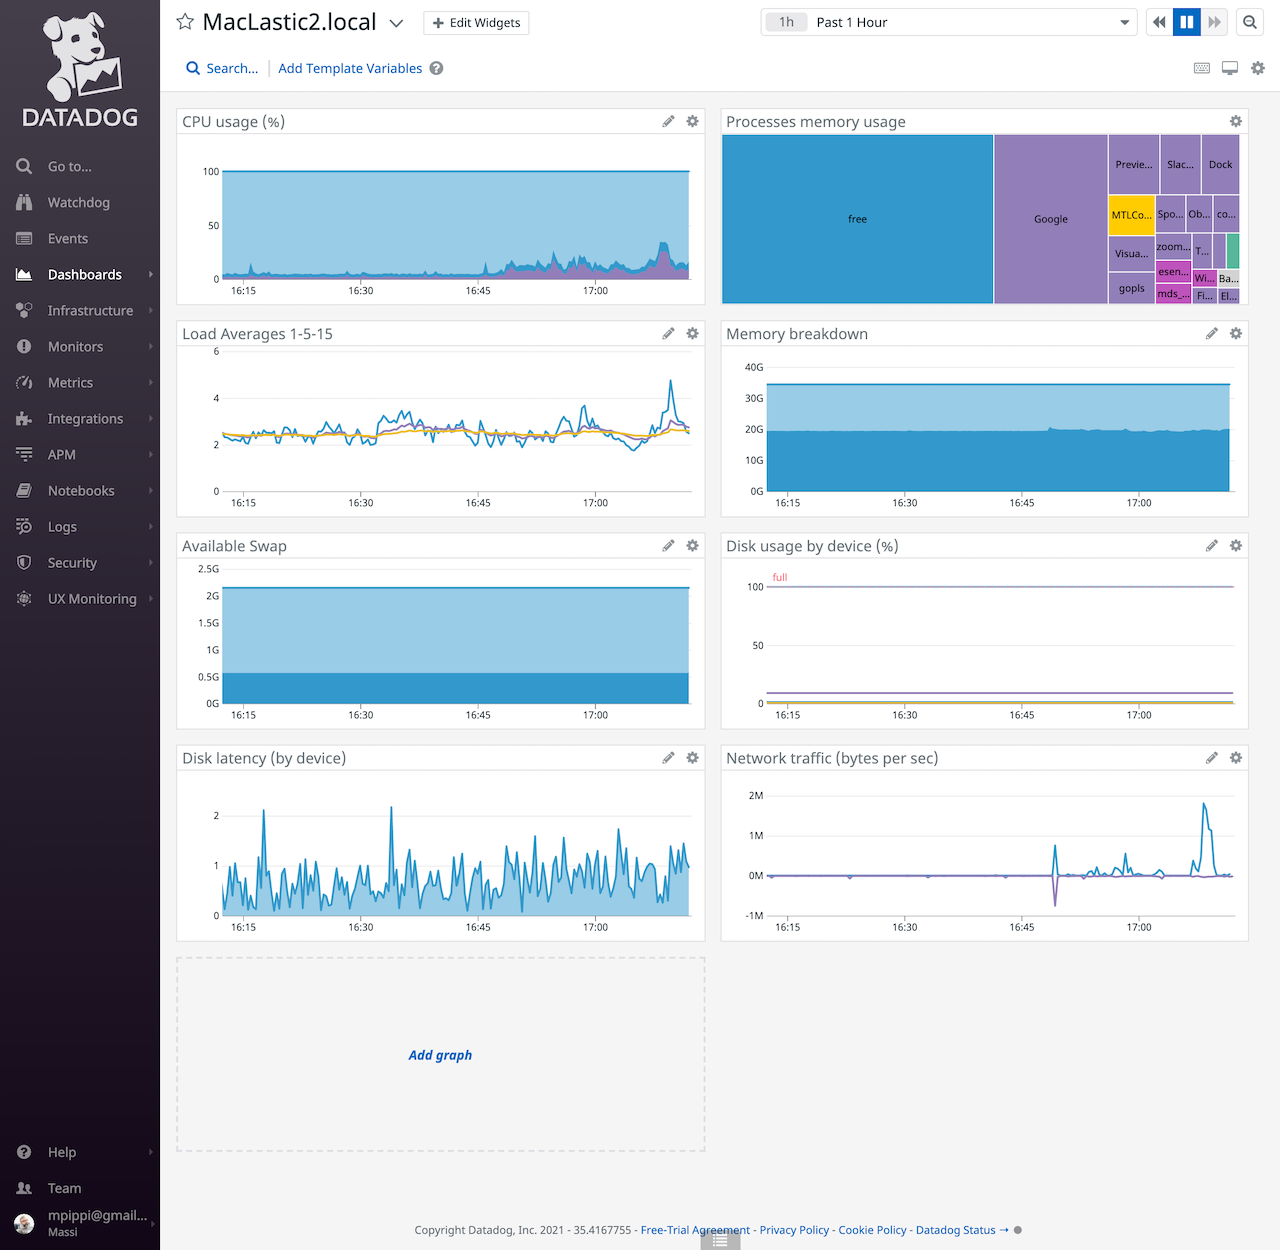 DATADOG
Go to...
Watchdog
Events
Dashboards
Infrastructure
Monitors
Metrics
Integrations
APM
Notebooks
Logs
Security
UX Monitoring
Help
Team
mpippi@gmail...
Massi
MacLastic2.local
+ Edit Widgets
1h Past 1 Hour
Search...
Add Template Variables
CPU usage (%)
100
50
0
16:15 16:30 16:45 17:00
Processes memory usage
free
Google
Previe...
Slac...
Dock
MTLCo...
Spo...
Ob...
co...
Visua...
zoom...
T...
gopls
esen...
Wi...
Ba...
mds_...
Fi...
El...
Load Averages 1-5-15
6
4
2
0
16:15 16:30 16:45 17:00
Memory breakdown
40G
30G
20G
10G
0G
16:15 16:30 16:45 17:00
Available Swap
2.5G
2G
1.5G
1G
0.5G
0G
16:15 16:30 16:45 17:00
Disk usage by device (%)
full
100
50
0
16:15 16:30 16:45 17:00
Disk latency (by device)
2
1
0
16:15 16:30 16:45 17:00
Network traffic (bytes per sec)
2M
1M
0M
-1M
16:15 16:30 16:45 17:00
Add graph
Copyright Datadog, Inc. 2021 - 35.4167755 - Free-Trial Agreement - Privacy Policy - Cookie Policy - Datadog Status →